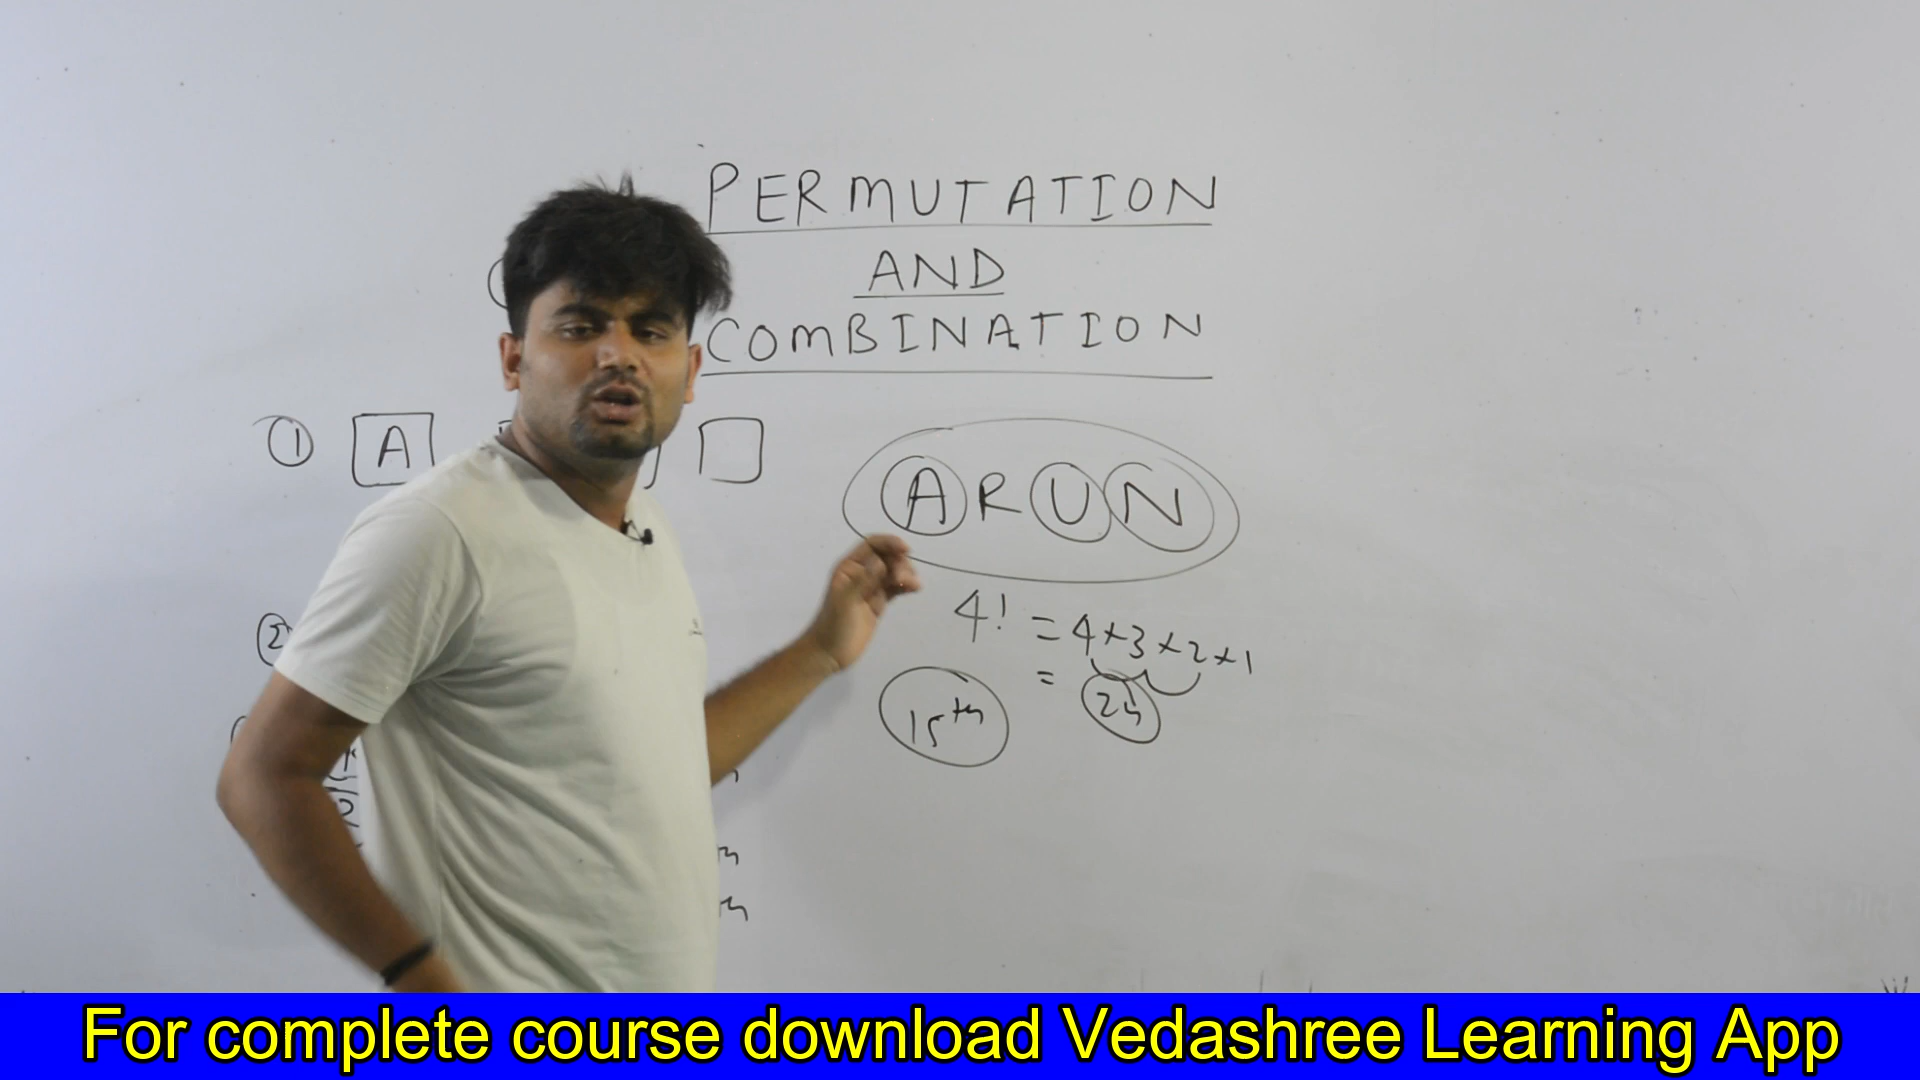 PERMUTATION
AND
COMBINATION
① A
ARUN
4! = 4×3×2×1
= 24
15th
②
For complete course download Vedashree Learning App